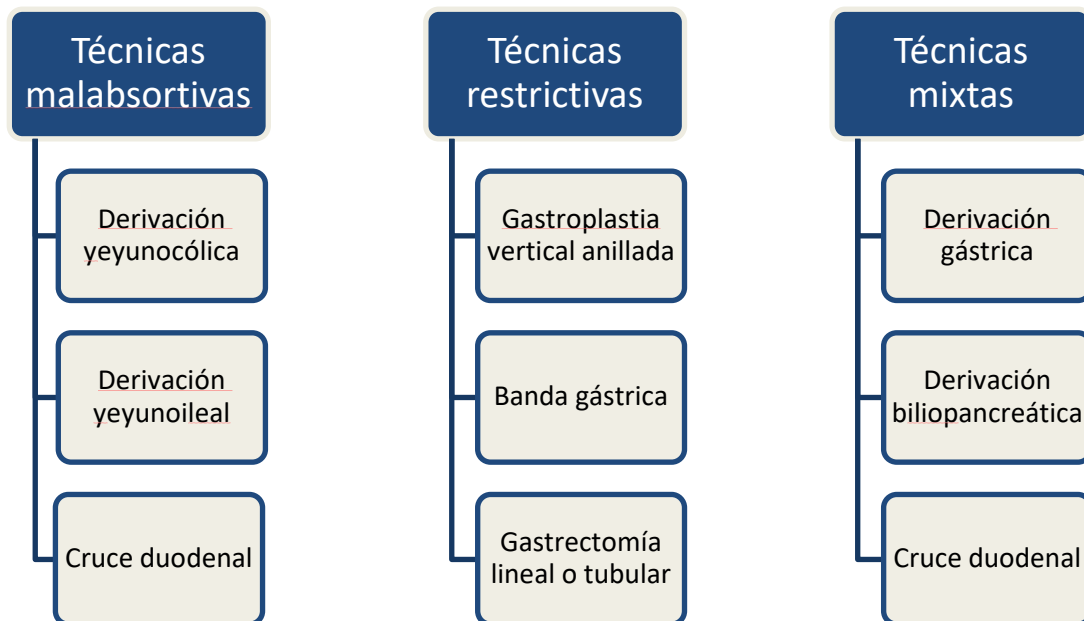 Técnicas
malabsortivas
Derivación
yeyunocólica
Derivación
yeyunoileal
Cruce duodenal
Técnicas
restrictivas
Gastroplastia
vertical anillada
Banda gástrica
Gastrectomía
lineal o tubular
Técnicas
mixtas
Derivación
gástrica
Derivación
biliopancreática
Cruce duodenal